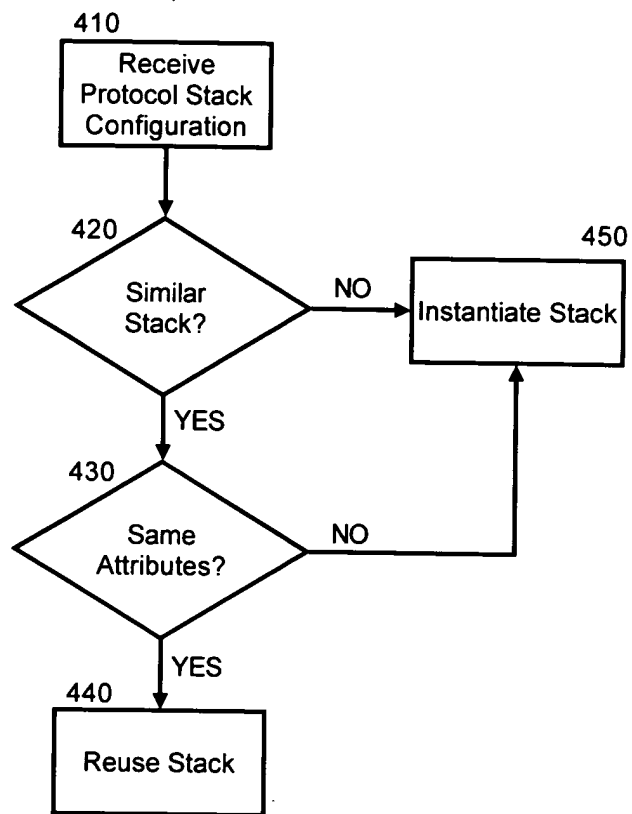 410
Receive
Protocol Stack
Configuration
420
Similar
Stack?
NO
450
Instantiate Stack
YES
430
Same
Attributes?
NO
YES
440
Reuse Stack